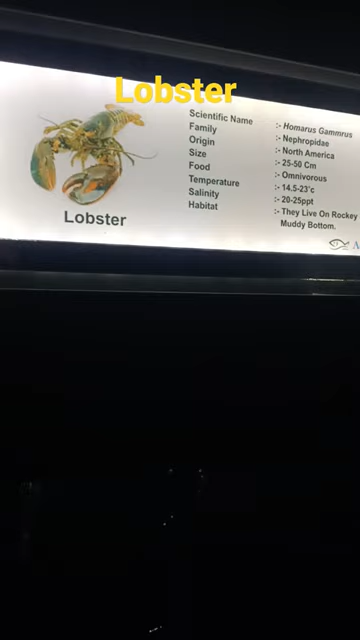 Lobster
Scientific Name :- Homarus Gammrus
Family :- Nephropidae
Origin :- North America
Size :- 25-50 Cm
Food :- Omnivorous
Temperature :- 14.5-23°c
Salinity :- 20-25ppt
Habitat :- They Live On Rockey
Muddy Bottom.
Lobster
A